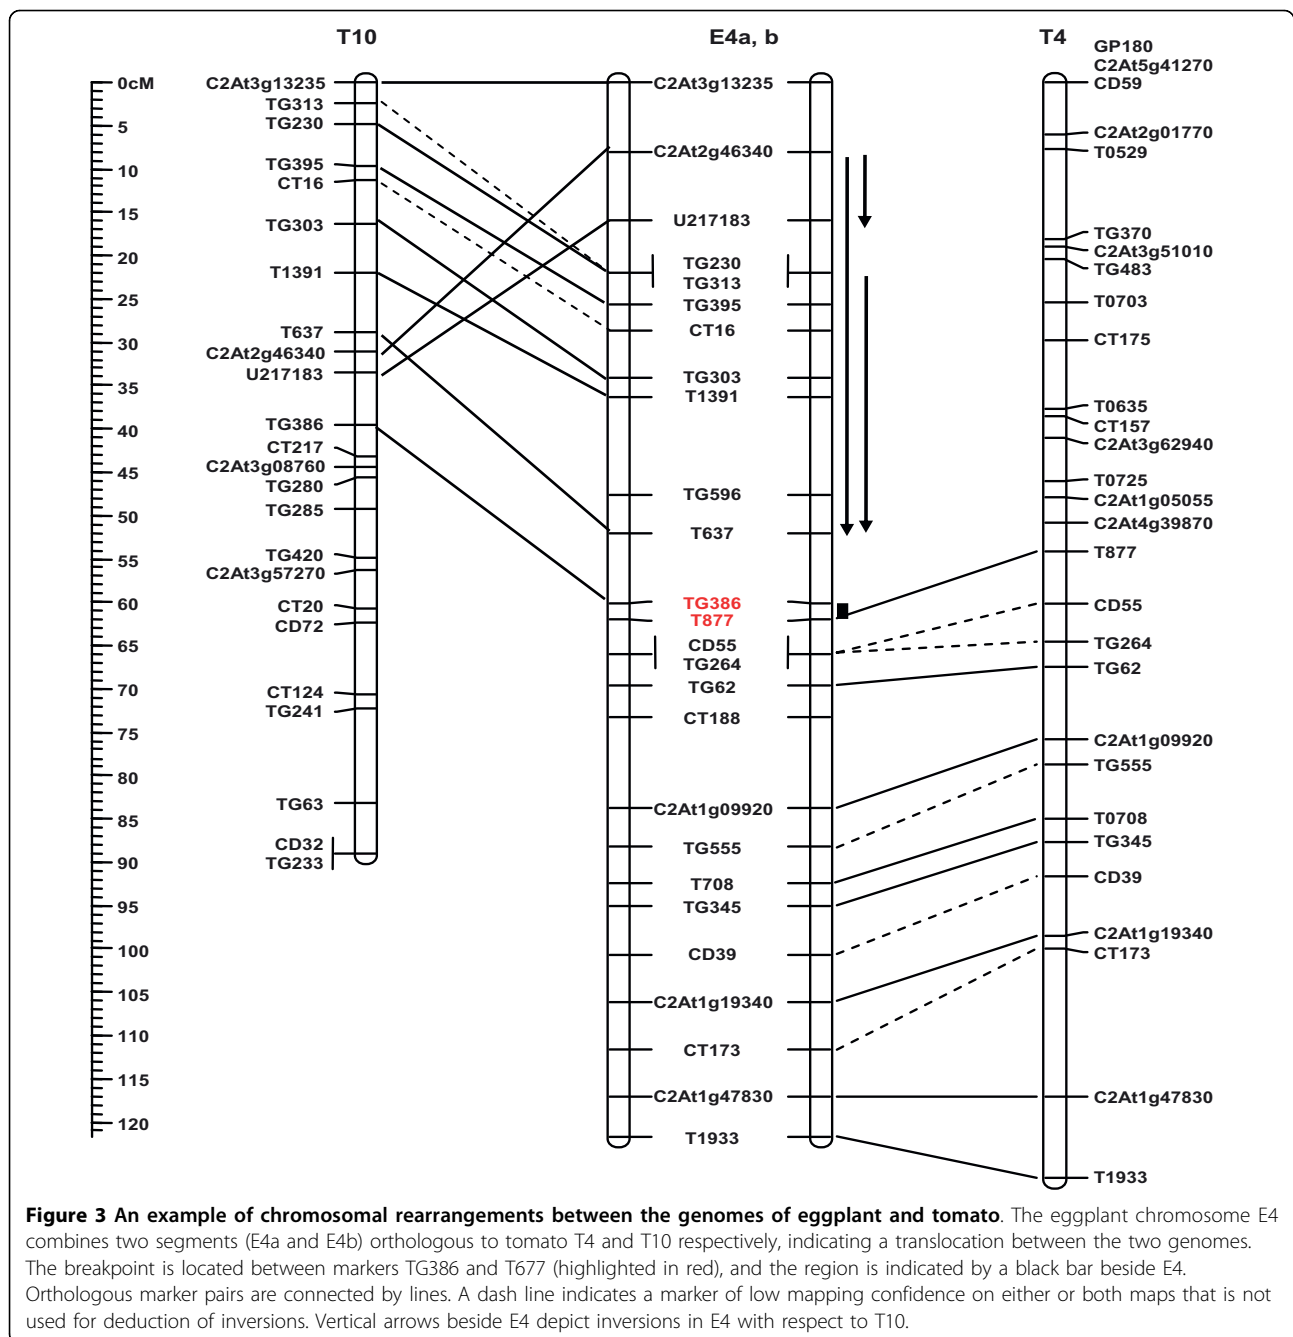 T10
E4a, b
T4
0cM
5
10
15
20
25
30
35
40
45
50
55
60
65
70
75
80
85
90
95
100
105
110
115
120
C2At3g13235
TG313
TG230
TG395
CT16
TG303
T1391
T637
C2At2g46340
U217183
TG386
CT217
C2At3g08760
TG280
TG285
TG420
C2At3g57270
CT20
CD72
CT124
TG241
TG63
CD32
TG233
C2At3g13235
C2At2g46340
U217183
TG230
TG313
TG395
CT16
TG303
T1391
TG596
T637
TG386
T877
CD55
TG264
TG62
CT188
C2At1g09920
TG555
T708
TG345
CD39
C2At1g19340
CT173
C2At1g47830
T1933
GP180
C2At5g41270
CD59
C2At2g01770
T0529
TG370
C2At3g51010
TG483
T0703
CT175
T0635
CT157
C2At3g62940
T0725
C2At1g05055
C2At4g39870
T877
CD55
TG264
TG62
C2At1g09920
TG555
T0708
TG345
CD39
C2At1g19340
CT173
C2At1g47830
T1933
Figure 3 An example of chromosomal rearrangements between the genomes of eggplant and tomato. The eggplant chromosome E4
combines two segments (E4a and E4b) orthologous to tomato T4 and T10 respectively, indicating a translocation between the two genomes.
The breakpoint is located between markers TG386 and T677 (highlighted in red), and the region is indicated by a black bar beside E4.
Orthologous marker pairs are connected by lines. A dash line indicates a marker of low mapping confidence on either or both maps that is not
used for deduction of inversions. Vertical arrows beside E4 depict inversions in E4 with respect to T10.